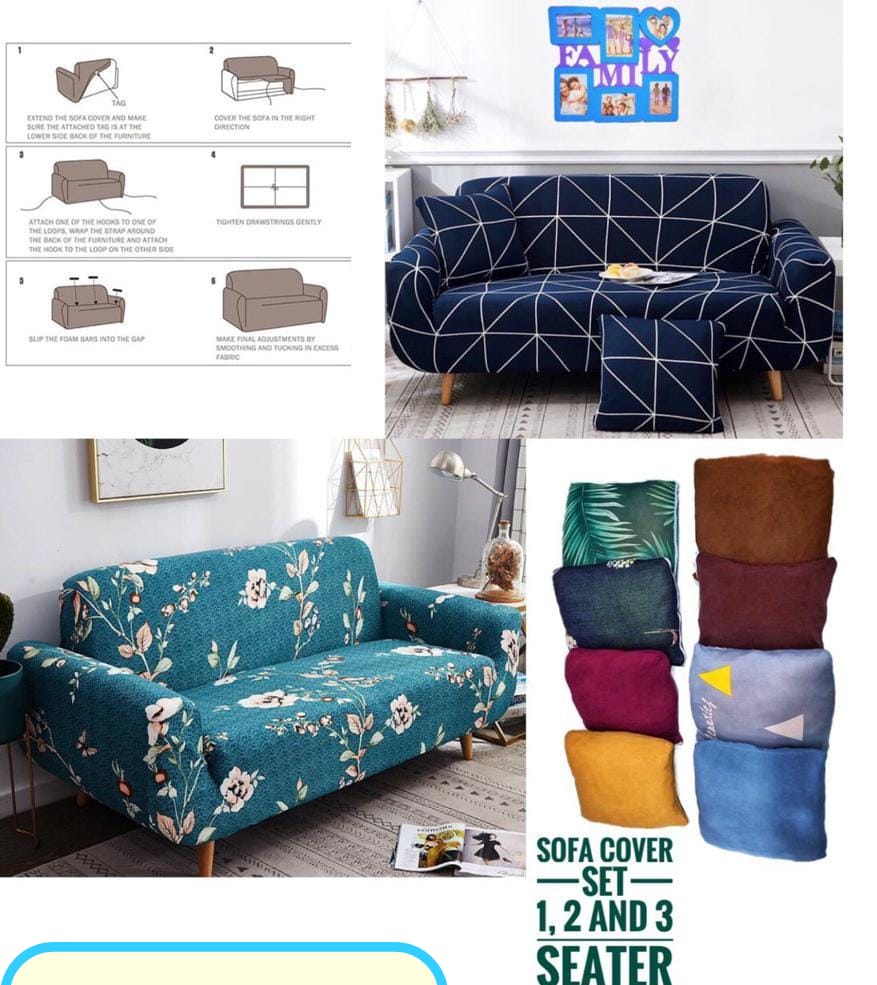 1
TAG
EXTEND THE SOFA COVER AND MAKE
SURE THE ATTACHED TAG IS AT THE
LOWER SIDE BACK OF THE FURNITURE
2
COVER THE SOFA IN THE RIGHT
DIRECTION
3
ATTACH ONE OF THE HOOKS TO ONE OF
THE LOOPS, WRAP THE STRAP AROUND
THE BACK OF THE FURNITURE AND ATTACH
THE HOOK TO THE LOOP ON THE OTHER SIDE
4
TIGHTEN DRAWSTRINGS GENTLY
5
SLIP THE FOAM BARS INTO THE GAP
6
MAKE FINAL ADJUSTMENTS BY
SMOOTHING AND TUCKING IN EXCESS
FABRIC
FAMILY
SOFA COVER
SET
1, 2 AND 3
SEATER